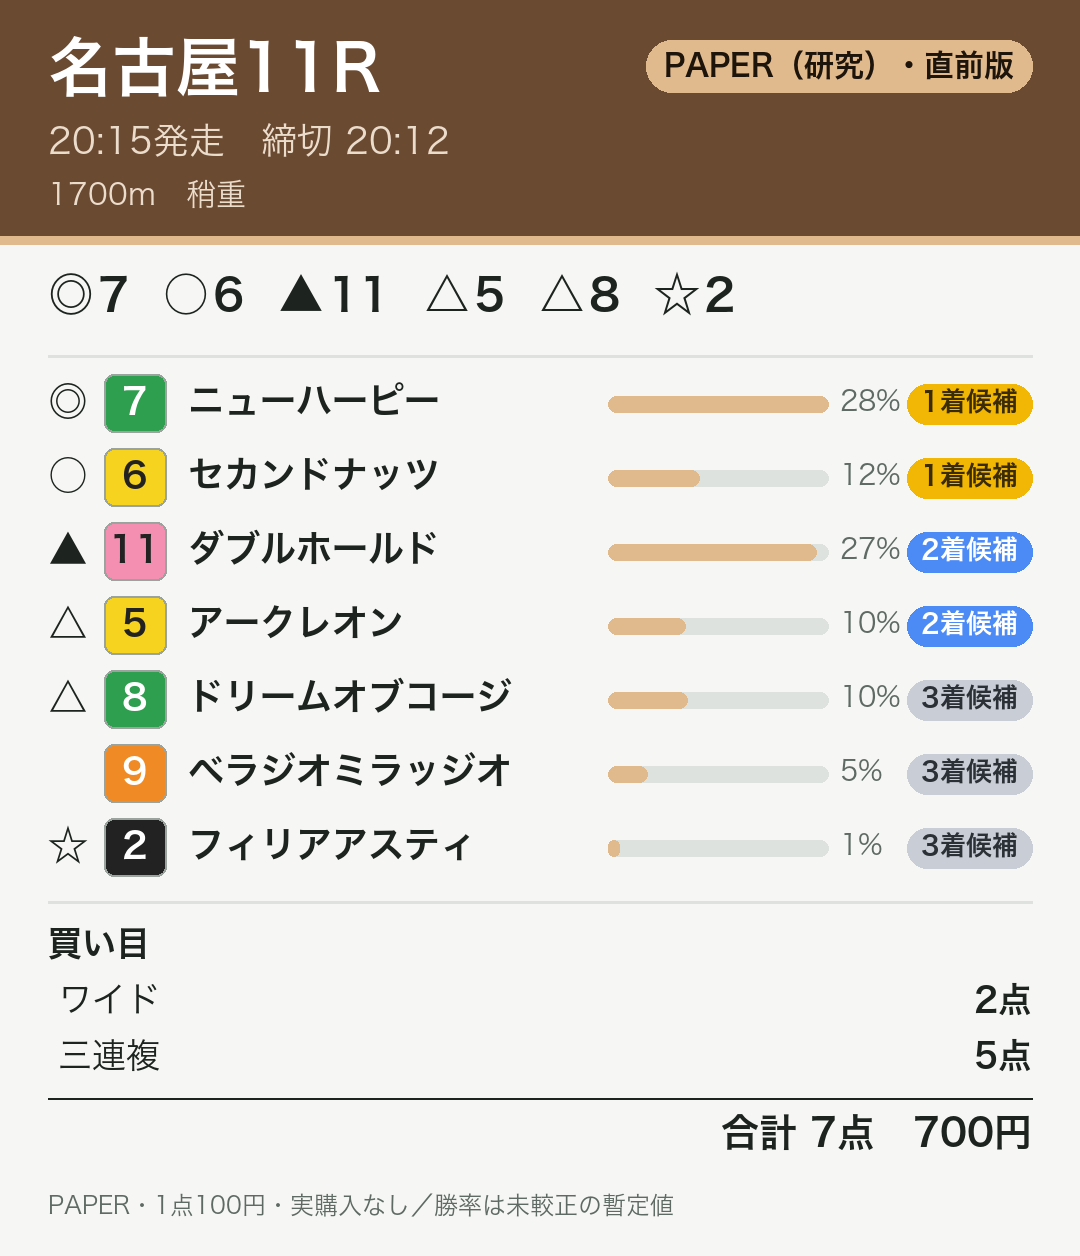 名古屋11R
PAPER（研究）・直前版
20:15発走　締切 20:12
1700m　稍重
◎7 ○6 ▲11 △5 △8 ☆2
◎ 7 ニューハーピー 28% 1着候補
○ 6 セカンドナッツ 12% 1着候補
▲ 11 ダブルホールド 27% 2着候補
△ 5 アークレオン 10% 2着候補
△ 8 ドリームオブコージ 10% 3着候補
9 ベラジオミラッジオ 5% 3着候補
☆ 2 フィリアアスティ 1% 3着候補
買い目
ワイド 2点
三連複 5点
合計 7点　700円
PAPER・1点100円・実購入なし／勝率は未較正の暫定値